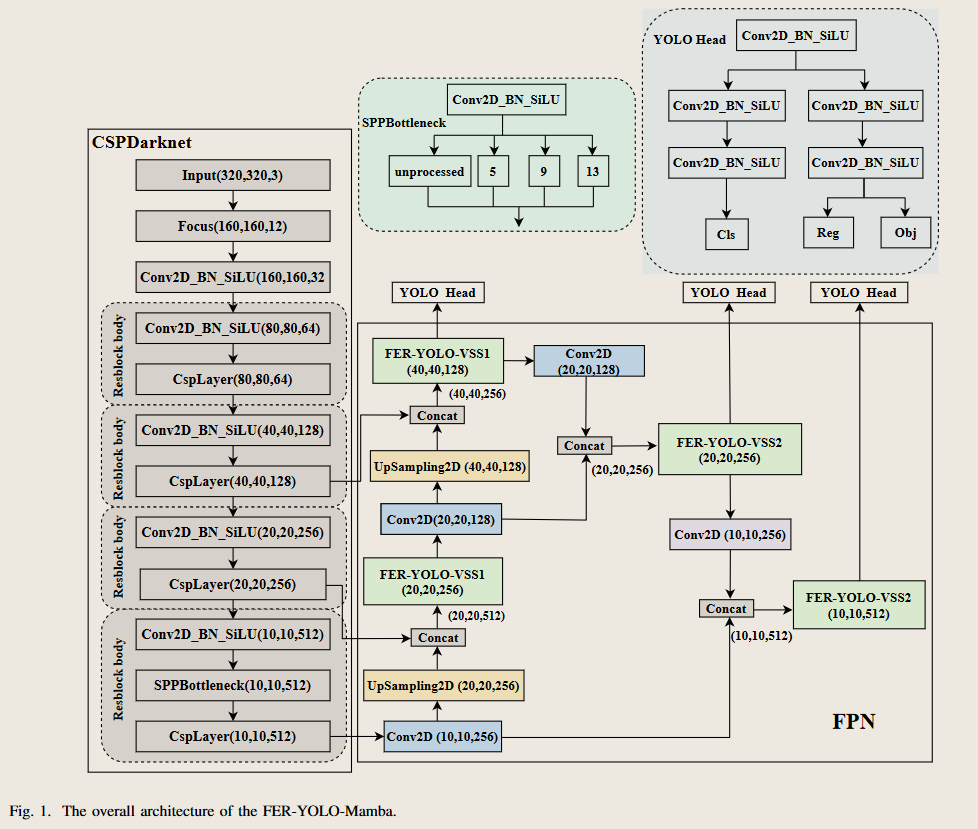 YOLO Head
Conv2D_BN_SiLU
Conv2D_BN_SiLU
Conv2D_BN_SiLU
Conv2D_BN_SiLU
Conv2D_BN_SiLU
Cls
Reg
Obj
SPPBottleneck
Conv2D_BN_SiLU
unprocessed
5
9
13
CSPDarknet
Input(320,320,3)
Focus(160,160,12)
Conv2D_BN_SiLU(160,160,32
Resblock body
Conv2D_BN_SiLU(80,80,64)
CspLayer(80,80,64)
Resblock body
Conv2D_BN_SiLU(40,40,128)
CspLayer(40,40,128)
Resblock body
Conv2D_BN_SiLU(20,20,256)
CspLayer(20,20,256)
Resblock body
Conv2D_BN_SiLU(10,10,512)
SPPBottleneck(10,10,512)
CspLayer(10,10,512)
YOLO Head
YOLO Head
YOLO Head
FER-YOLO-VSS1
(40,40,128)
(40,40,256)
Concat
UpSampling2D (40,40,128)
Conv2D(20,20,128)
FER-YOLO-VSS1
(20,20,256)
(20,20,512)
Concat
UpSampling2D (20,20,256)
Conv2D (10,10,256)
Conv2D
(20,20,128)
Concat
(20,20,256)
FER-YOLO-VSS2
(20,20,256)
Conv2D (10,10,256)
Concat
(10,10,512)
FER-YOLO-VSS2
(10,10,512)
FPN
Fig. 1. The overall architecture of the FER-YOLO-Mamba.